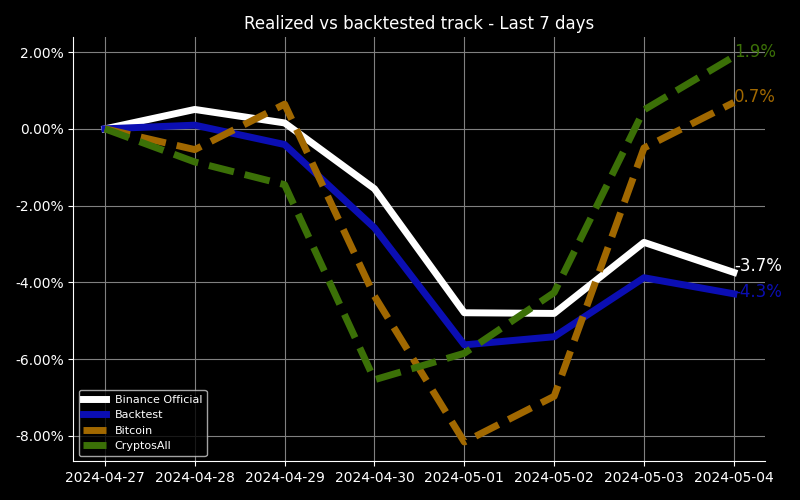 Realized vs backtested track - Last 7 days
2.00%
0.00%
-2.00%
-4.00%
-6.00%
-8.00%
1.9%
0.7%
-3.7%
-4.3%
Binance Official
Backtest
Bitcoin
CryptosAll
2024-04-27 2024-04-28 2024-04-29 2024-04-30 2024-05-01 2024-05-02 2024-05-03 2024-05-04